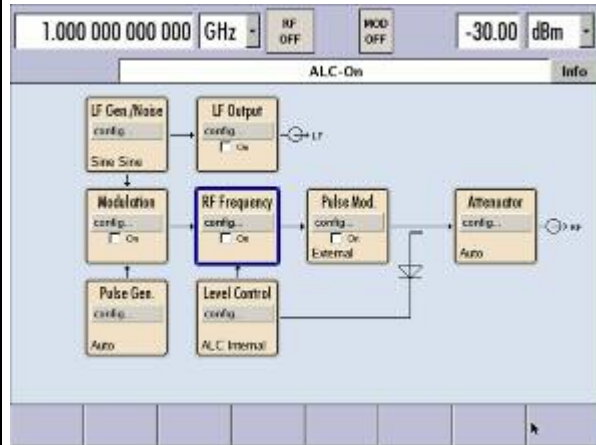 1.000 000 000 000 GHz RF OFF MOD OFF -30.00 dBm
ALC-On Info
LF Gen./Noise
config...
Sine Sine
LF Output
config...
On
LF
Modulation
config...
On
RF Frequency
config...
On
Pulse Mod.
config...
On
External
Attenuator
config...
Auto
RF
Pulse Gen.
config...
Auto
Level Control
config...
ALC Internal